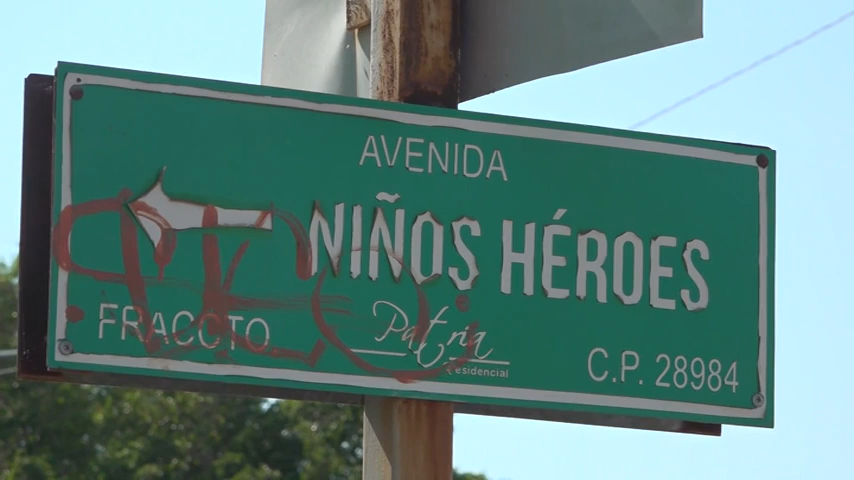 AVENIDA
NIÑOS HÉROES
FRACCTO
Patria
Residencial
C.P. 28984